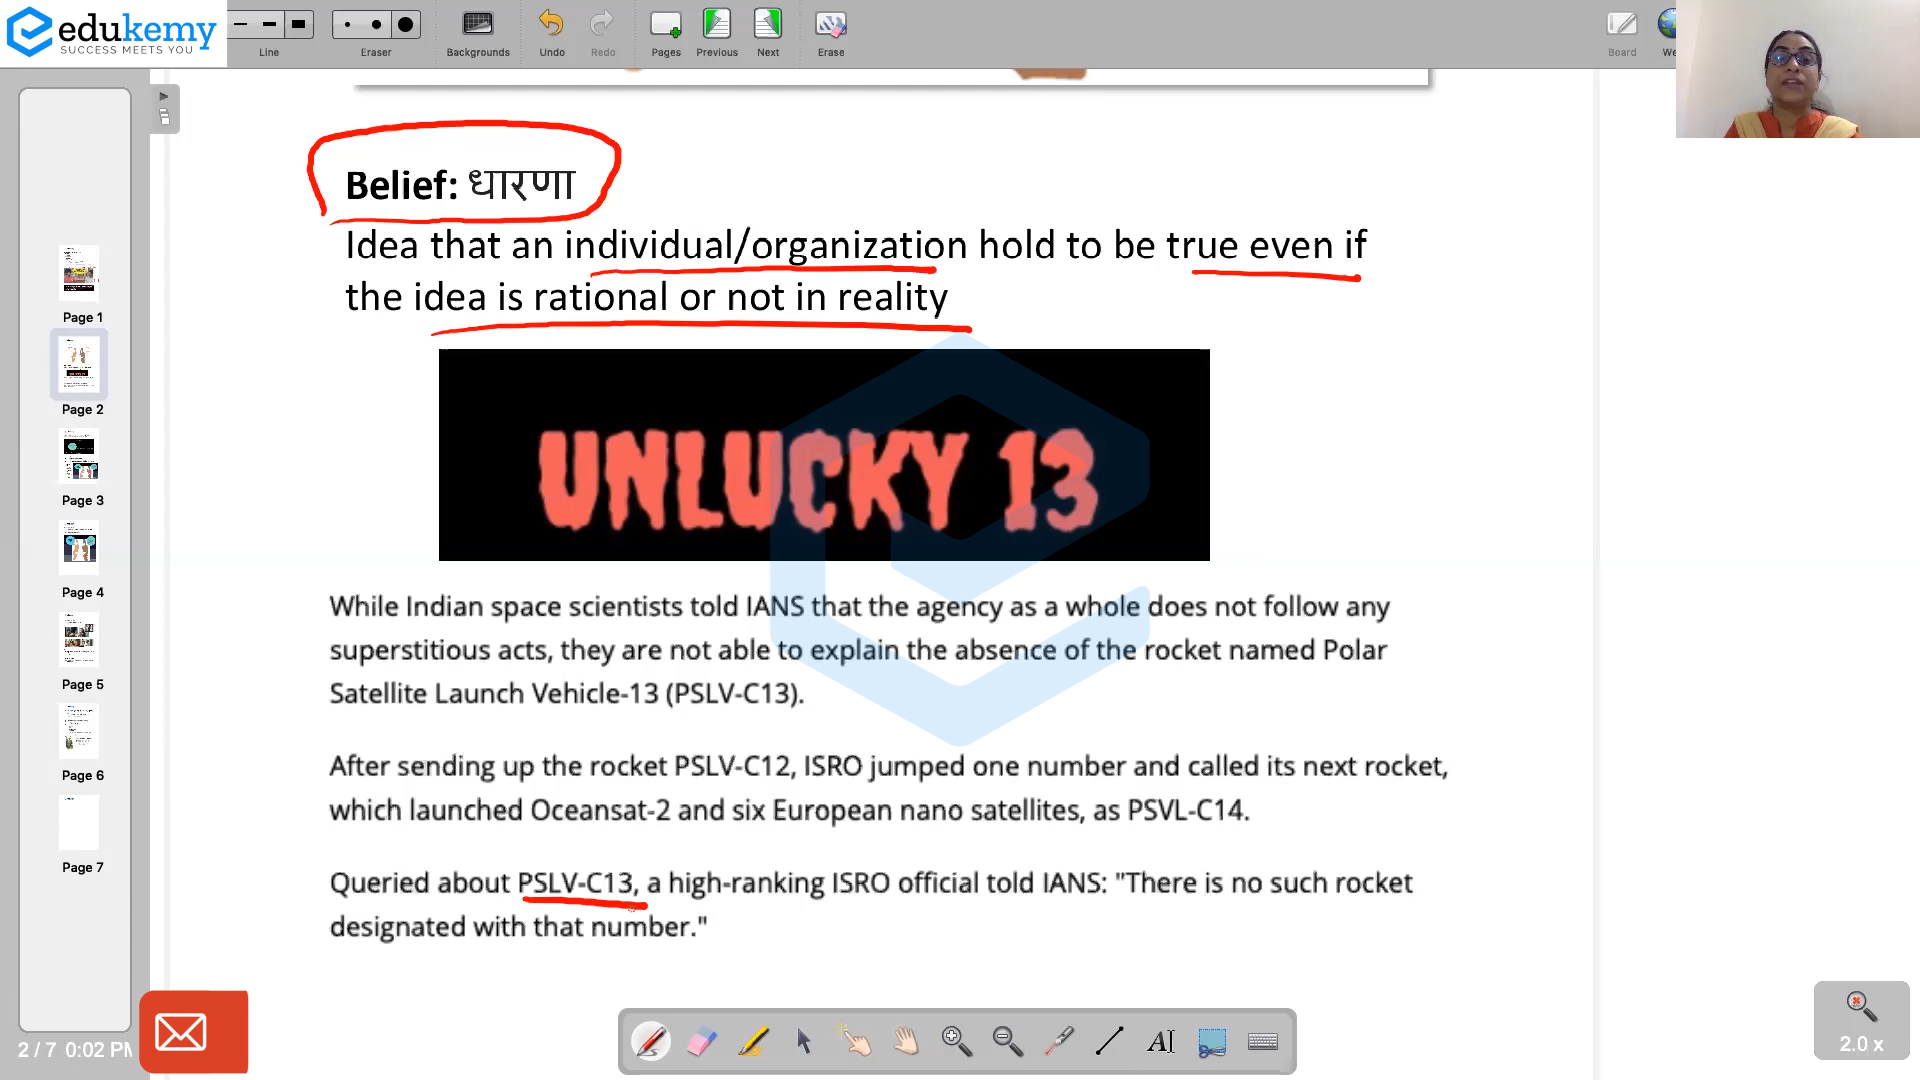 edukemy
SUCCESS MEETS YOU
Line
Eraser
Backgrounds
Undo
Redo
Pages
Previous
Next
Erase
Board
We
Belief: धारणा
Idea that an individual/organization hold to be true even if
the idea is rational or not in reality
UNLUCKY 13
While Indian space scientists told IANS that the agency as a whole does not follow any
superstitious acts, they are not able to explain the absence of the rocket named Polar
Satellite Launch Vehicle-13 (PSLV-C13).
After sending up the rocket PSLV-C12, ISRO jumped one number and called its next rocket,
which launched Oceansat-2 and six European nano satellites, as PSVL-C14.
Queried about PSLV-C13, a high-ranking ISRO official told IANS: "There is no such rocket
designated with that number."
Page 1
Page 2
Page 3
Page 4
Page 5
Page 6
Page 7
2 / 7 0:02 PM
AI
2.0 x